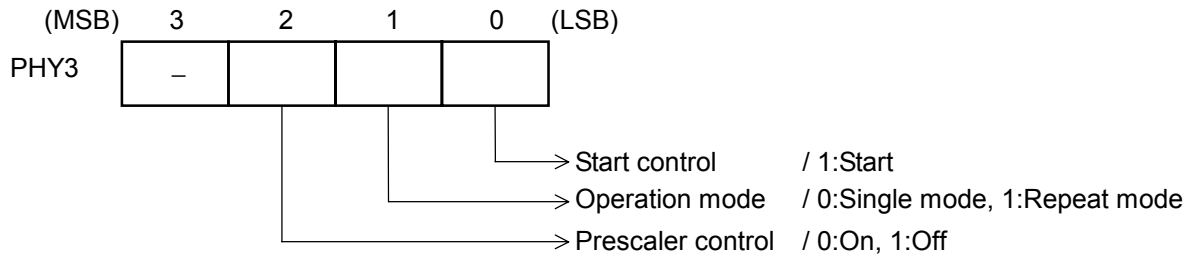 (MSB) 3 2 1 0 (LSB)
PHY3 –
Start control / 1:Start
Operation mode / 0:Single mode, 1:Repeat mode
Prescaler control / 0:On, 1:Off